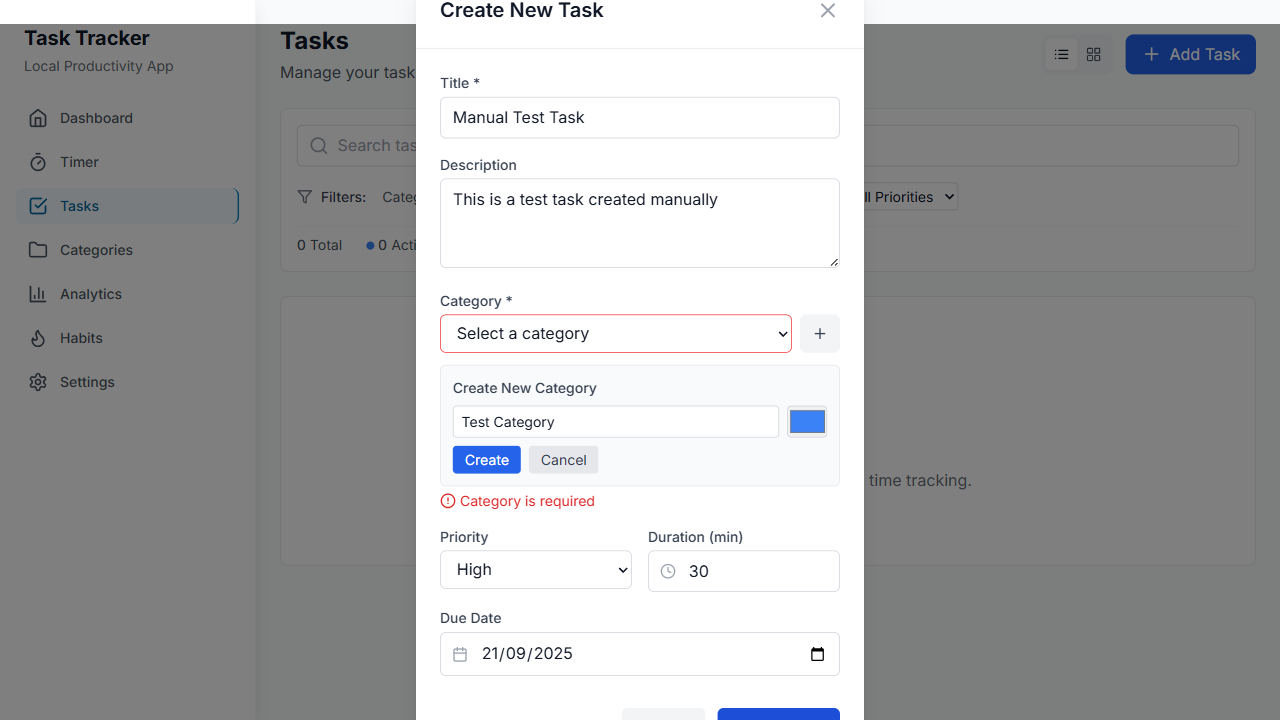 Create New Task
Task Tracker
Local Productivity App
Dashboard
Timer
Tasks
Categories
Analytics
Habits
Settings
Tasks
Manage your task
Add Task
Search
Filters:
ll Priorities
0 Total
0 Acti
time tracking.
Title *
Manual Test Task
Description
This is a test task created manually
Category *
Select a category
Create New Category
Test Category
Create
Cancel
Category is required
Priority
Duration (min)
High
30
Due Date
21/09/2025